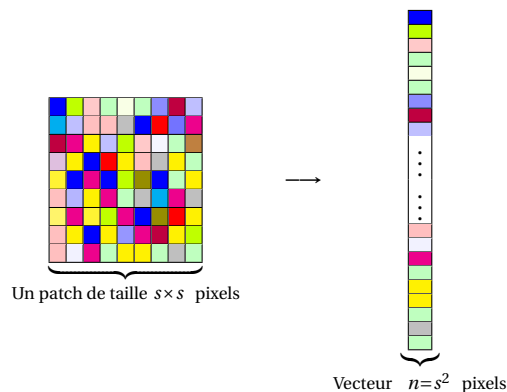 Un patch de taille s×s pixels
Vecteur n=s² pixels